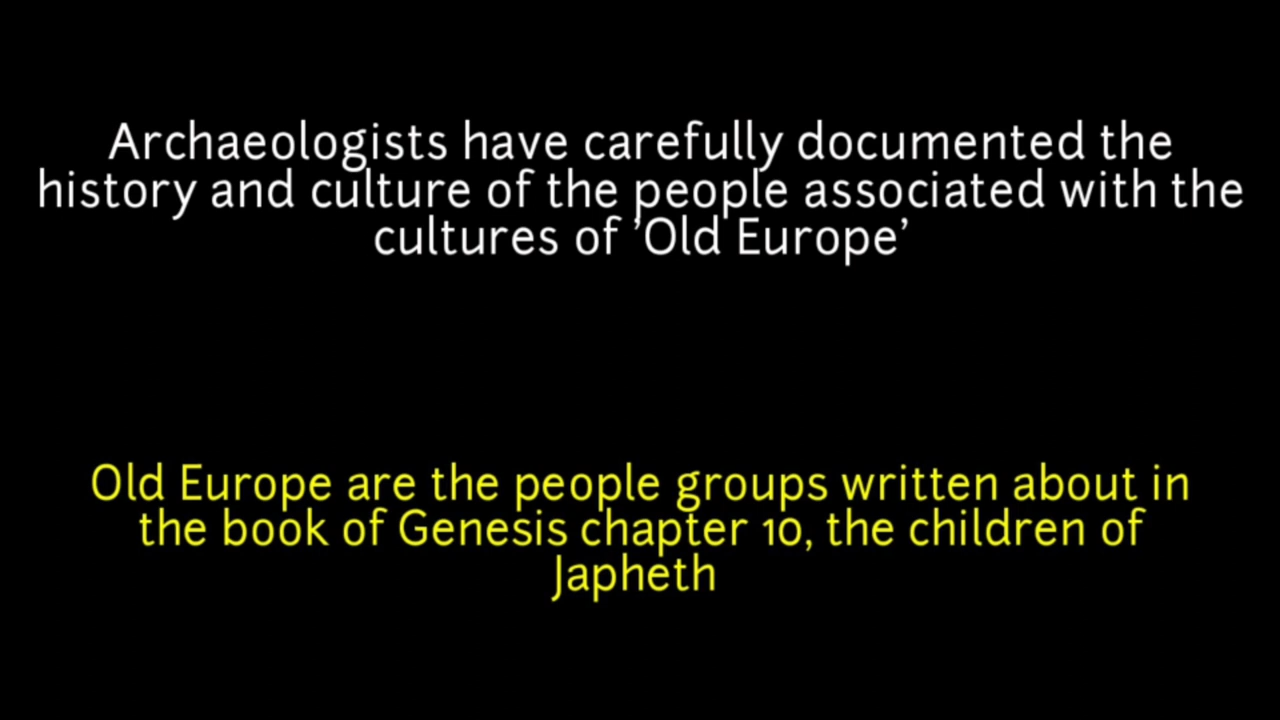 Archaeologists have carefully documented the
history and culture of the people associated with the
cultures of ’Old Europe’
Old Europe are the people groups written about in
the book of Genesis chapter 10, the children of
Japheth